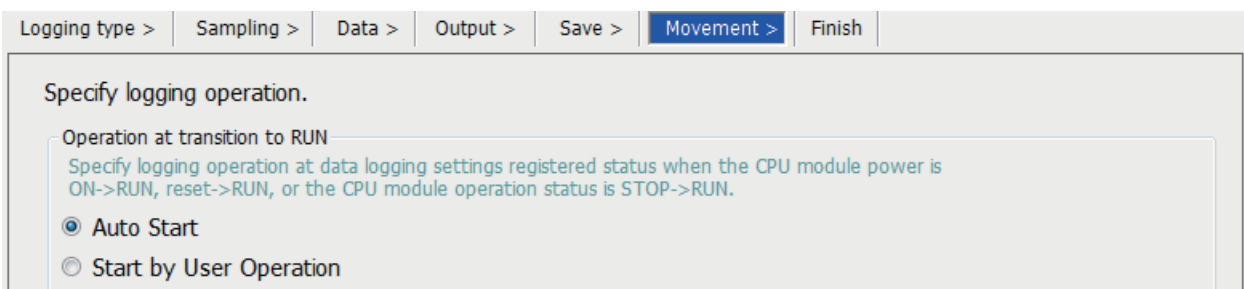 Logging type > Sampling > Data > Output > Save > Movement > Finish
Specify logging operation.
Operation at transition to RUN
Specify logging operation at data logging settings registered status when the CPU module power is
ON->RUN, reset->RUN, or the CPU module operation status is STOP->RUN.
Auto Start
Start by User Operation